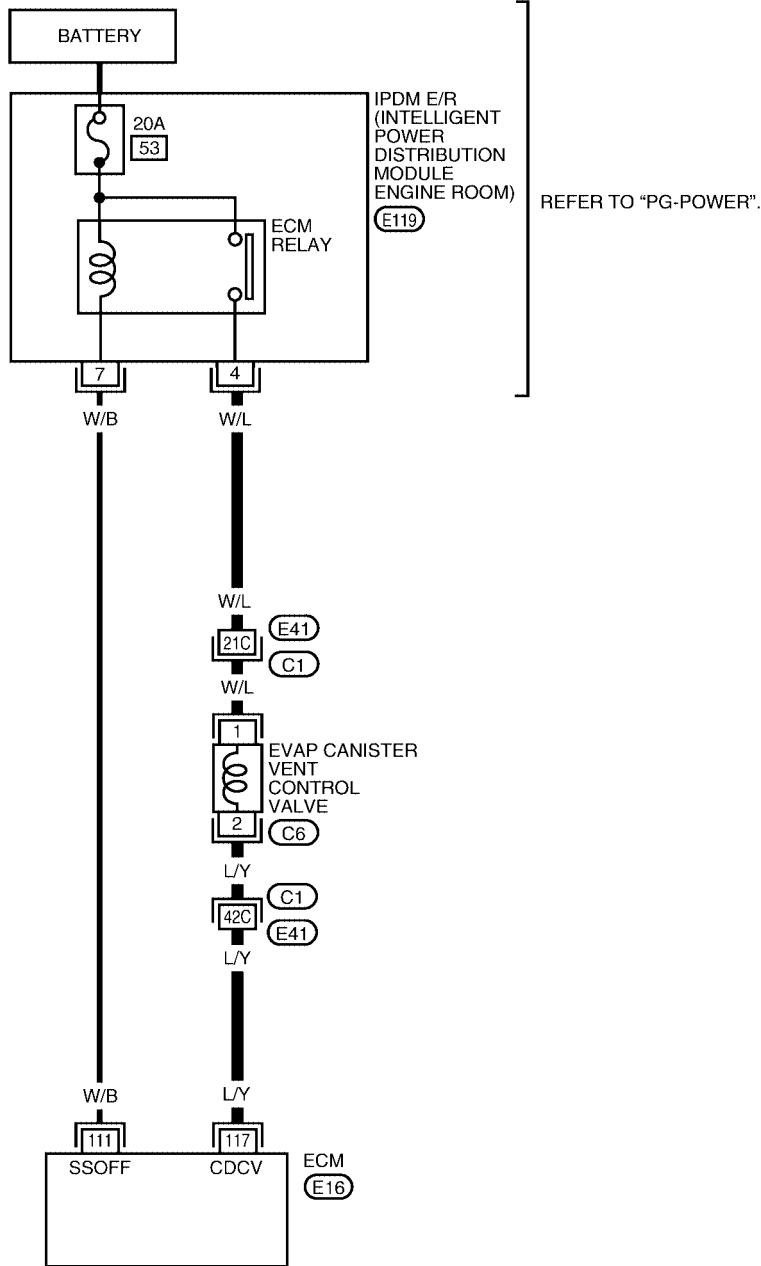 BATTERY
20A
53
IPDM E/R
(INTELLIGENT
POWER
DISTRIBUTION
MODULE
ENGINE ROOM)
E119
REFER TO “PG-POWER”.
ECM
RELAY
7
4
W/B
W/L
W/L
21C
E41
C1
W/L
1
EVAP CANISTER
VENT
CONTROL
VALVE
2
C6
L/Y
C1
42C
E41
L/Y
W/B
L/Y
111
117
SSOFF
CDCV
ECM
E16